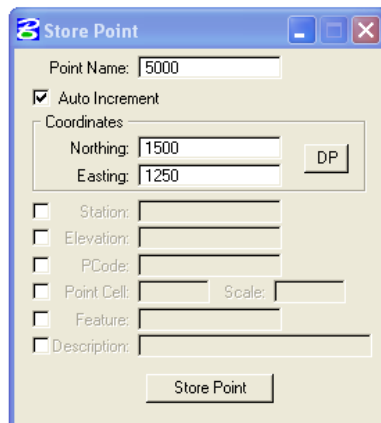 Store Point
Point Name: 5000
Auto Increment
Coordinates
Northing: 1500
DP
Easting: 1250
Station:
Elevation:
PCode:
Point Cell: Scale:
Feature:
Description:
Store Point